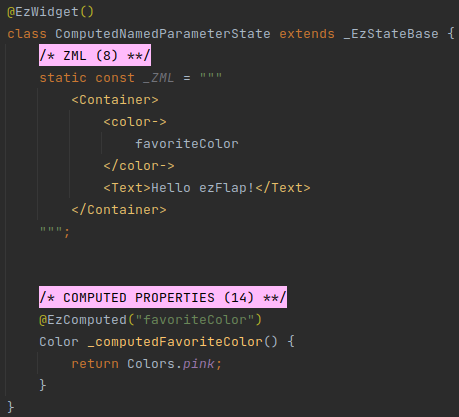 @EzWidget()
class ComputedNamedParameterState extends _EzStateBase {
/* ZML (8) **/
static const _ZML = """
<Container>
<color->
favoriteColor
</color->
<Text>Hello ezFlap!</Text>
</Container>
""";
/* COMPUTED PROPERTIES (14) **/
@EzComputed("favoriteColor")
Color _computedFavoriteColor() {
return Colors.pink;
}
}